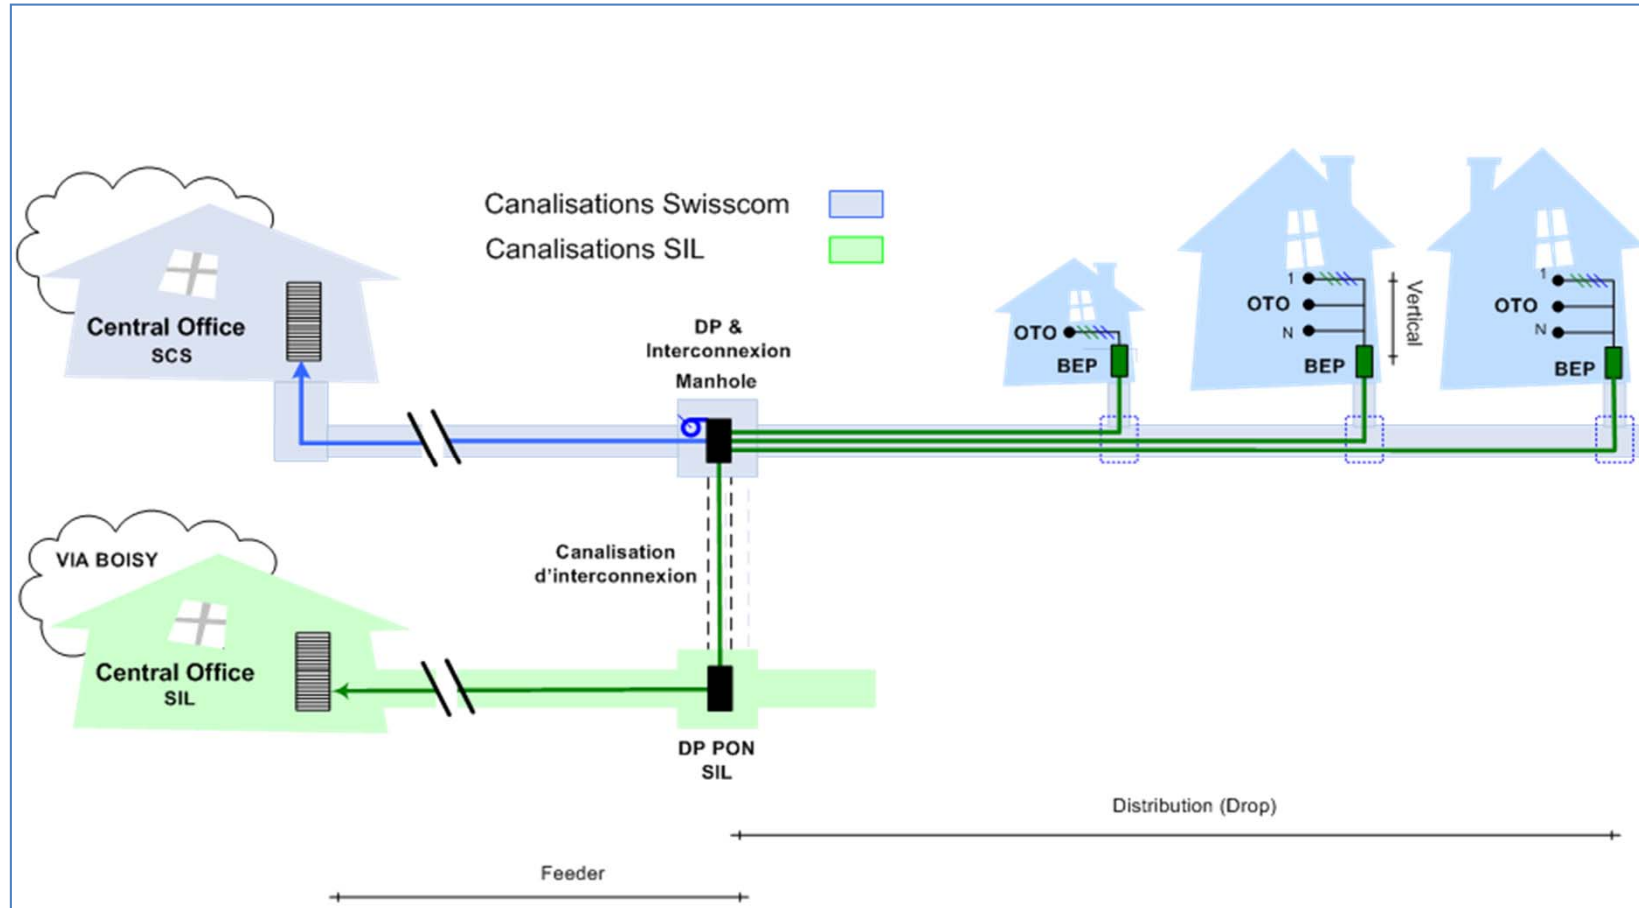 Canalisations Swisscom
Canalisations SIL
Central Office
SCS
DP &
Interconnexion
Manhole
OTO
BEP
1
OTO
N
BEP
Vertical
1
OTO
N
BEP
VIA BOISY
Central Office
SIL
Canalisation
d'interconnexion
DP PON
SIL
Distribution (Drop)
Feeder